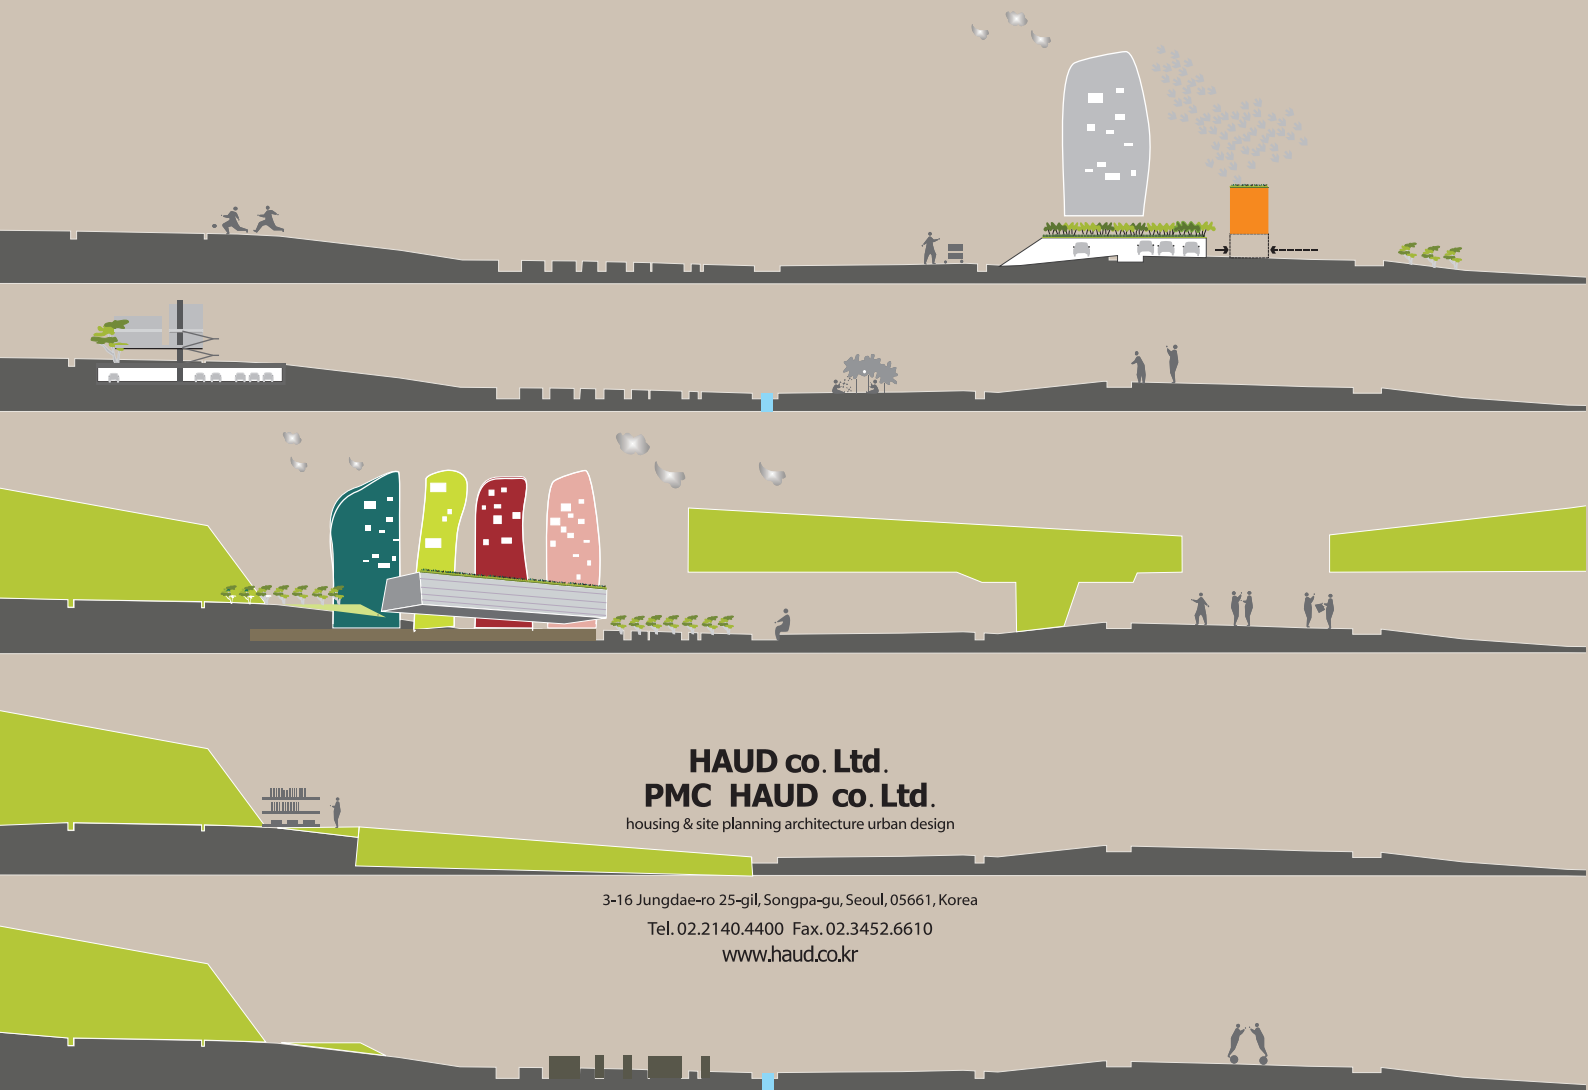 HAUD co. Ltd.
PMC HAUD co. Ltd.
housing & site planning architecture urban design
3-16 Jungdae-ro 25-gil, Songpa-gu, Seoul, 05661, Korea
Tel. 02.2140.4400 Fax. 02.3452.6610
www.haud.co.kr